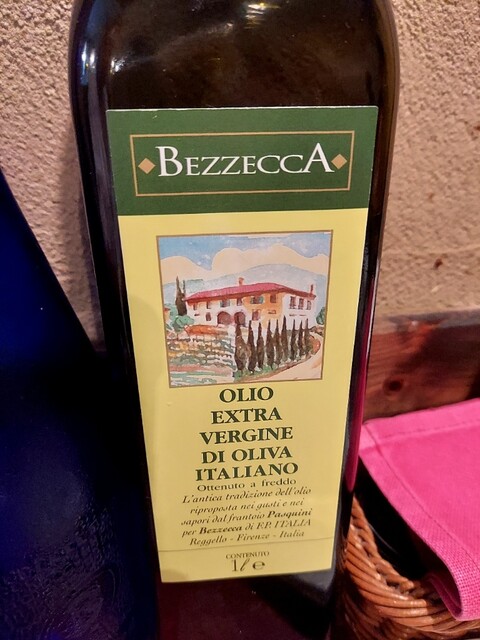 BEZZECCA
OLIO
EXTRA
VERGINE
DI OLIVA
ITALIANO
Ottenuto a freddo
L'antica tradizione dell'olio
riproposta nei gusti e nei
sapori dal frantoio Pasquini
per Bezzecca di F.P. ITALIA
Reggello - Firenze - Italia
CONTENUTO
1ℓ e